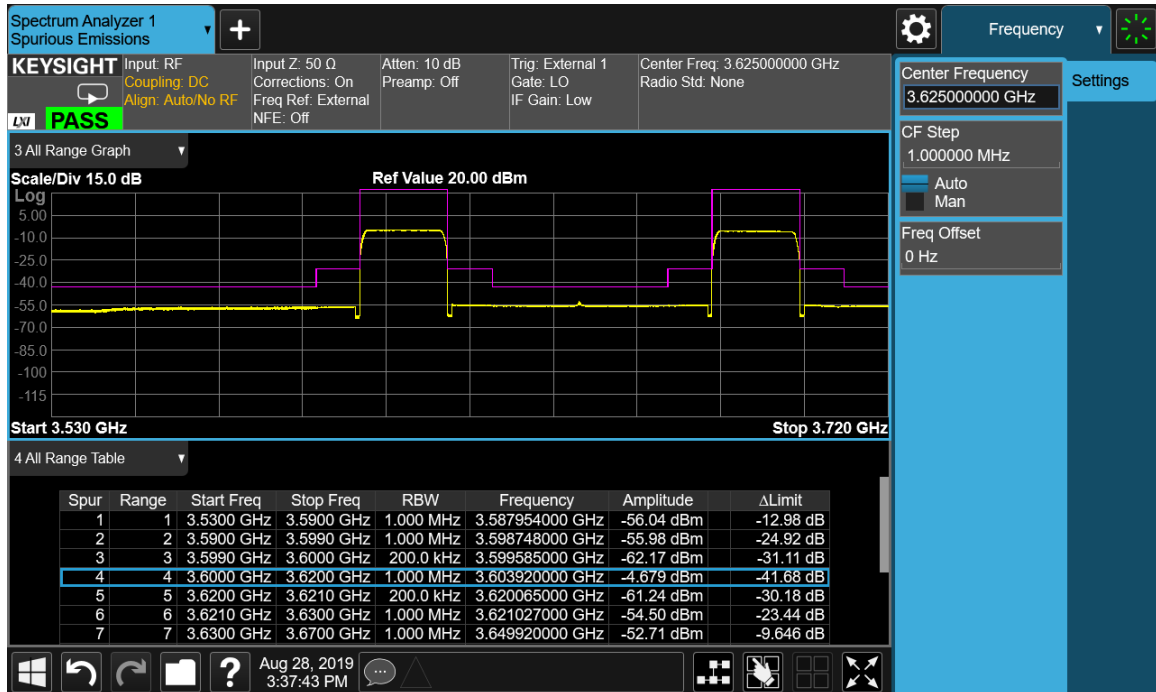 Spectrum Analyzer 1
Spurious Emissions
Frequency
KEYSIGHT
LXI
PASS
Input: RF
Coupling: DC
Align: Auto/No RF
Input Z: 50 Ω
Corrections: On
Freq Ref: External
NFE: Off
Atten: 10 dB
Preamp: Off
Trig: External 1
Gate: LO
IF Gain: Low
Center Freq: 3.625000000 GHz
Radio Std: None
Center Frequency
3.625000000 GHz
Settings
CF Step
1.000000 MHz
Auto
Man
Freq Offset
0 Hz
3 All Range Graph
Scale/Div 15.0 dB
Ref Value 20.00 dBm
Log
5.00
-10.0
-25.0
-40.0
-55.0
-70.0
-85.0
-100
-115
Start 3.530 GHz
Stop 3.720 GHz
4 All Range Table
Spur Range Start Freq Stop Freq RBW Frequency Amplitude ΔLimit
1 1 3.5300 GHz 3.5900 GHz 1.000 MHz 3.587954000 GHz -56.04 dBm -12.98 dB
2 2 3.5900 GHz 3.5990 GHz 1.000 MHz 3.598748000 GHz -55.98 dBm -24.92 dB
3 3 3.5990 GHz 3.6000 GHz 200.0 kHz 3.599585000 GHz -62.17 dBm -31.11 dB
4 4 3.6000 GHz 3.6200 GHz 1.000 MHz 3.603920000 GHz -4.679 dBm -41.68 dB
5 5 3.6200 GHz 3.6210 GHz 200.0 kHz 3.620065000 GHz -61.24 dBm -30.18 dB
6 6 3.6210 GHz 3.6300 GHz 1.000 MHz 3.621027000 GHz -54.50 dBm -23.44 dB
7 7 3.6300 GHz 3.6700 GHz 1.000 MHz 3.649920000 GHz -52.71 dBm -9.646 dB
Aug 28, 2019
3:37:43 PM